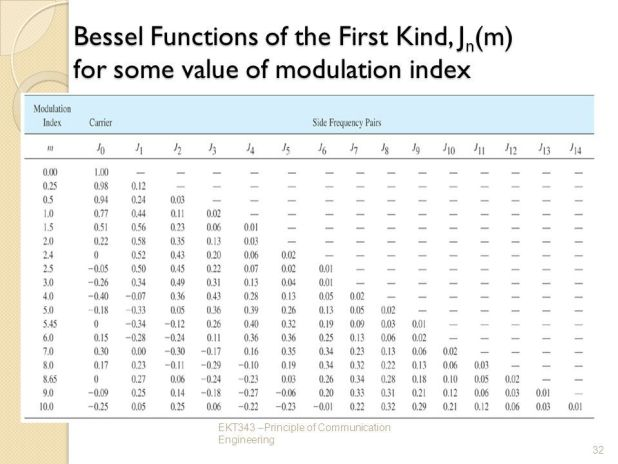 Bessel Functions of the First Kind, Jn(m)
for some value of modulation index
Modulation
Index Carrier Side Frequency Pairs
m J0 J1 J2 J3 J4 J5 J6 J7 J8 J9 J10 J11 J12 J13 J14
0.00 1.00 — — — — — — — — — — — — — —
0.25 0.98 0.12 — — — — — — — — — — — — —
0.5 0.94 0.24 0.03 — — — — — — — — — — — —
1.0 0.77 0.44 0.11 0.02 — — — — — — — — — — —
1.5 0.51 0.56 0.23 0.06 0.01 — — — — — — — — — —
2.0 0.22 0.58 0.35 0.13 0.03 — — — — — — — — — —
2.4 0 0.52 0.43 0.20 0.06 0.02 — — — — — — — — —
2.5 −0.05 0.50 0.45 0.22 0.07 0.02 0.01 — — — — — — — —
3.0 −0.26 0.34 0.49 0.31 0.13 0.04 0.01 — — — — — — — —
4.0 −0.40 −0.07 0.36 0.43 0.28 0.13 0.05 0.02 — — — — — — —
5.0 −0.18 −0.33 0.05 0.36 0.39 0.26 0.13 0.05 0.02 — — — — — —
5.45 0 −0.34 −0.12 0.26 0.40 0.32 0.19 0.09 0.03 0.01 — — — — —
6.0 0.15 −0.28 −0.24 0.11 0.36 0.36 0.25 0.13 0.06 0.02 — — — — —
7.0 0.30 0.00 −0.30 −0.17 0.16 0.35 0.34 0.23 0.13 0.06 0.02 — — — —
8.0 0.17 0.23 −0.11 −0.29 −0.10 0.19 0.34 0.32 0.22 0.13 0.06 0.03 — — —
8.65 0 0.27 0.06 −0.24 −0.23 0.03 0.26 0.34 0.28 0.18 0.10 0.05 0.02 — —
9.0 −0.09 0.25 0.14 −0.18 −0.27 −0.06 0.20 0.33 0.31 0.21 0.12 0.06 0.03 0.01 —
10.0 −0.25 0.05 0.25 0.06 −0.22 −0.23 −0.01 0.22 0.32 0.29 0.21 0.12 0.06 0.03 0.01
EKT343 –Principle of Communication
Engineering
32